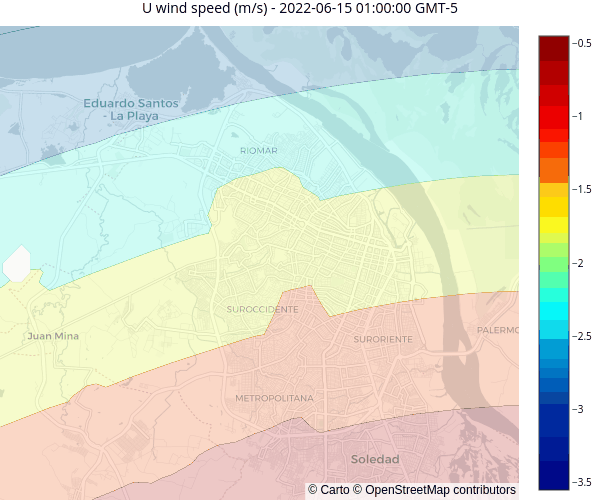 U wind speed (m/s) - 2022-06-15 01:00:00 GMT-5
−0.5
Eduardo Santos
- La Playa
−1
RIOMAR
−1.5
−2
SUROCCIDENTE
Juan Mina
SURORIENTE
PALERMO
−2.5
METROPOLITANA
−3
Soledad
−3.5
© Carto © OpenStreetMap contributors